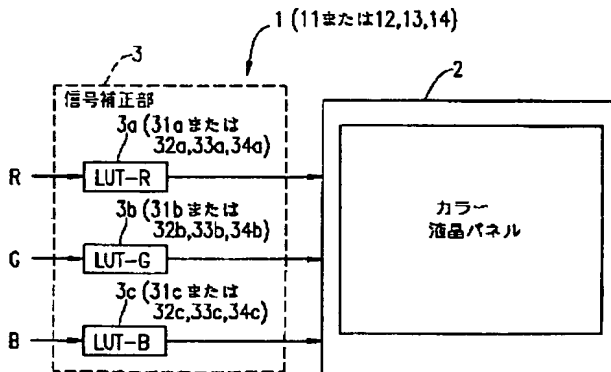 1 (11または12,13,14)
3
2
信号補正部
3a (31aまたは
32a,33a,34a)
R
LUT-R
3b (31bまたは
32b,33b,34b)
G
LUT-G
3c (31cまたは
32c,33c,34c)
B
LUT-B
カラー
液晶パネル